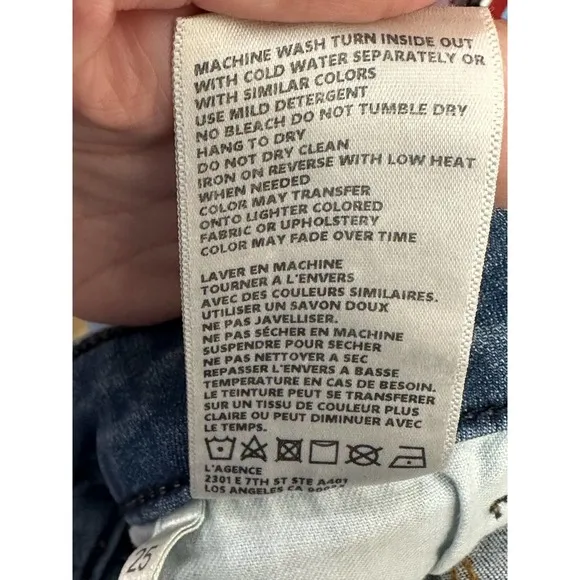 MACHINE WASH TURN INSIDE OUT
WITH COLD WATER SEPARATELY OR
WITH SIMILAR COLORS
USE MILD DETERGENT
NO BLEACH DO NOT TUMBLE DRY
HANG TO DRY
DO NOT DRY CLEAN
IRON ON REVERSE WITH LOW HEAT
WHEN NEEDED
COLOR MAY TRANSFER
ONTO LIGHTER COLORED
FABRIC OR UPHOLSTERY
COLOR MAY FADE OVER TIME
LAVER EN MACHINE
TOURNER A L'ENVERS
AVEC DES COULEURS SIMILAIRES.
UTILISER UN SAVON DOUX
NE PAS JAVELLISER.
NE PAS SÉCHER EN MACHINE
SUSPENDRE POUR SECHER
NE PAS NETTOYER A SEC
REPASSER L'ENVERS A BASSE
TEMPERATURE EN CAS DE BESOIN.
LE TEINTURE PEUT SE TRANSFERER
SUR UN TISSU DE COULEUR PLUS
CLAIRE OU PEUT DIMINUER AVEC
LE TEMPS.
L'AGENCE
2301 E 7TH ST STE A401
LOS ANGELES CA
25